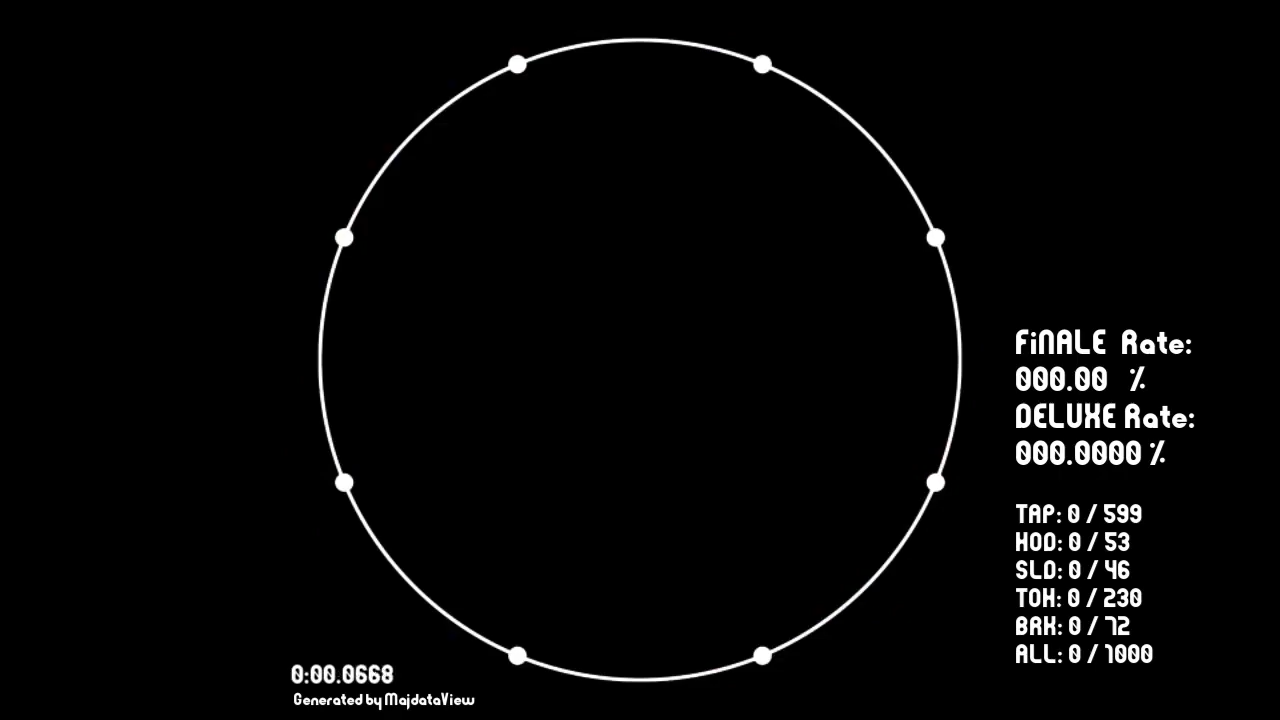 FiNALE Rate:
000.00 %
DELUXE Rate:
000.0000 %
TAP: 0 / 599
HOD: 0 / 53
SLD: 0 / 46
TOH: 0 / 230
BRK: 0 / 72
ALL: 0 / 1000
0:00.0668
Generated by MajdataView